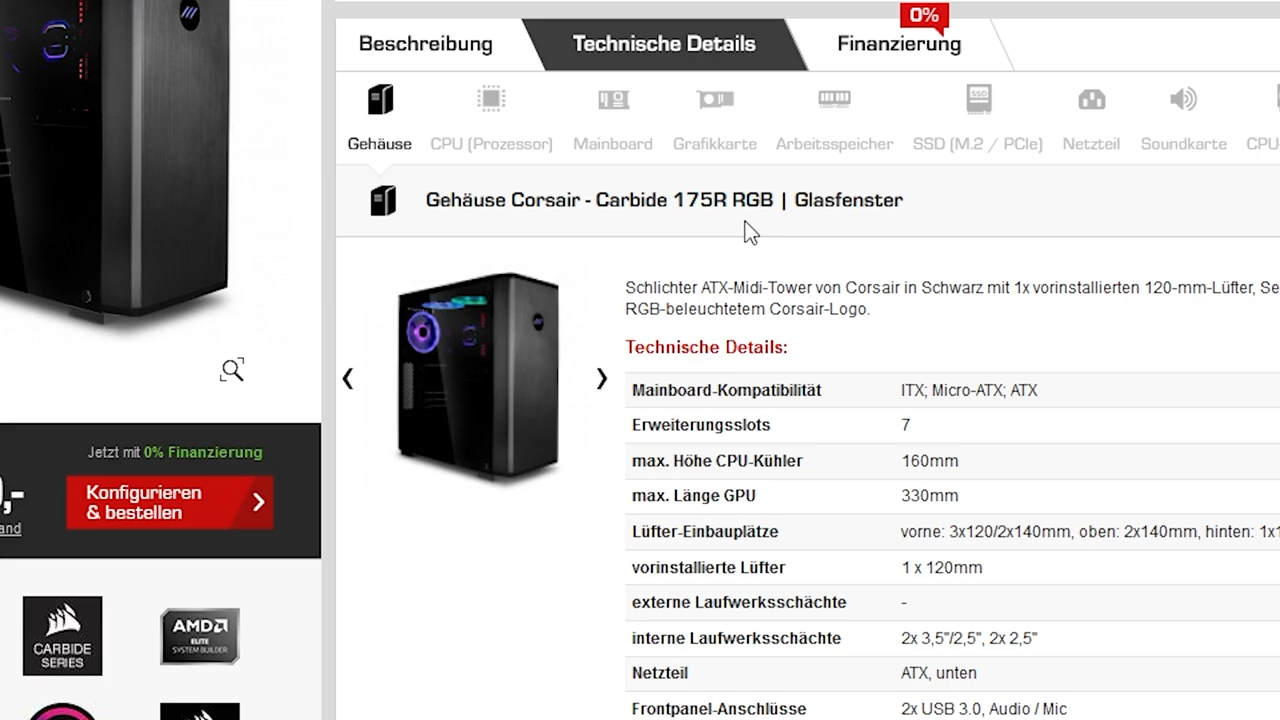 0%
Beschreibung
Technische Details
Finanzierung
Gehäuse
CPU (Prozessor)
Mainboard
Grafikkarte
Arbeitsspeicher
SSD (M.2 / PCIe)
Netzteil
Soundkarte
CPU-
Gehäuse Corsair - Carbide 175R RGB | Glasfenster
Schlichter ATX-Midi-Tower von Corsair in Schwarz mit 1x vorinstallierten 120-mm-Lüfter, Se
RGB-beleuchtetem Corsair-Logo.
Technische Details:
Mainboard-Kompatibilität ITX; Micro-ATX; ATX
Erweiterungsslots 7
max. Höhe CPU-Kühler 160mm
max. Länge GPU 330mm
Lüfter-Einbauplätze vorne: 3x120/2x140mm, oben: 2x140mm, hinten: 1x1
vorinstallierte Lüfter 1 x 120mm
externe Laufwerksschächte -
interne Laufwerksschächte 2x 3,5"/2,5", 2x 2,5"
Netzteil ATX, unten
Frontpanel-Anschlüsse 2x USB 3.0, Audio / Mic
Jetzt mit 0% Finanzierung
,-
and
Konfigurieren
& bestellen
CARBIDE
SERIES
AMD
ELITE
SYSTEM BUILDER
SSD